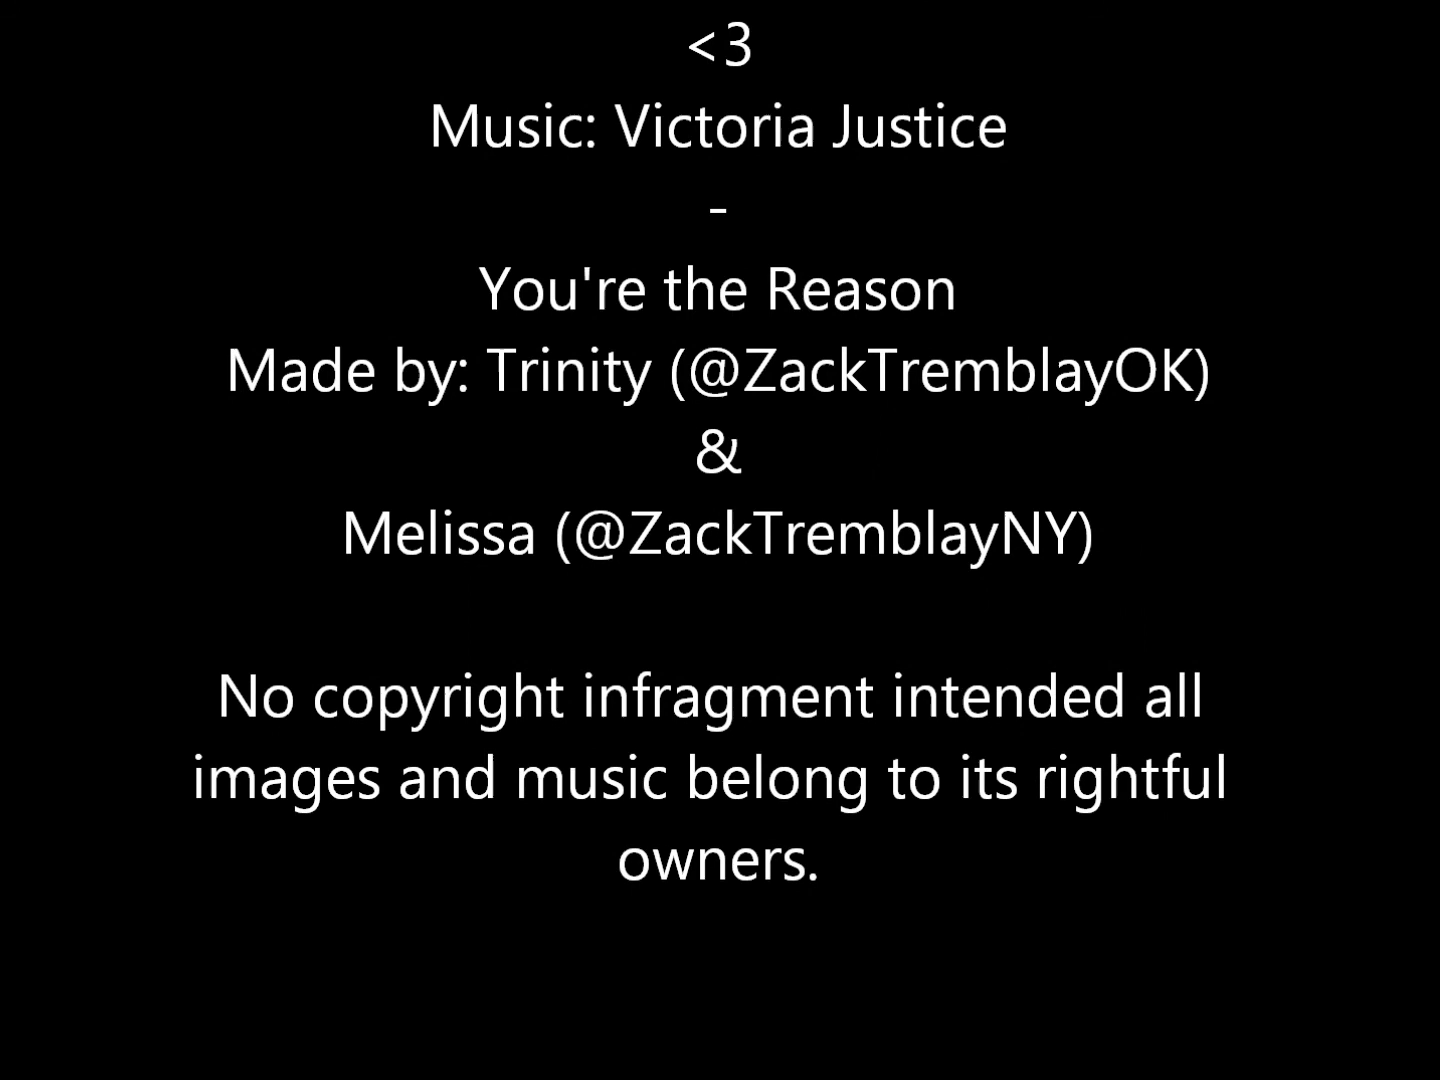 <3
Music: Victoria Justice
-
You're the Reason
Made by: Trinity (@ZackTremblayOK)
&
Melissa (@ZackTremblayNY)
No copyright infragment intended all
images and music belong to its rightful
owners.